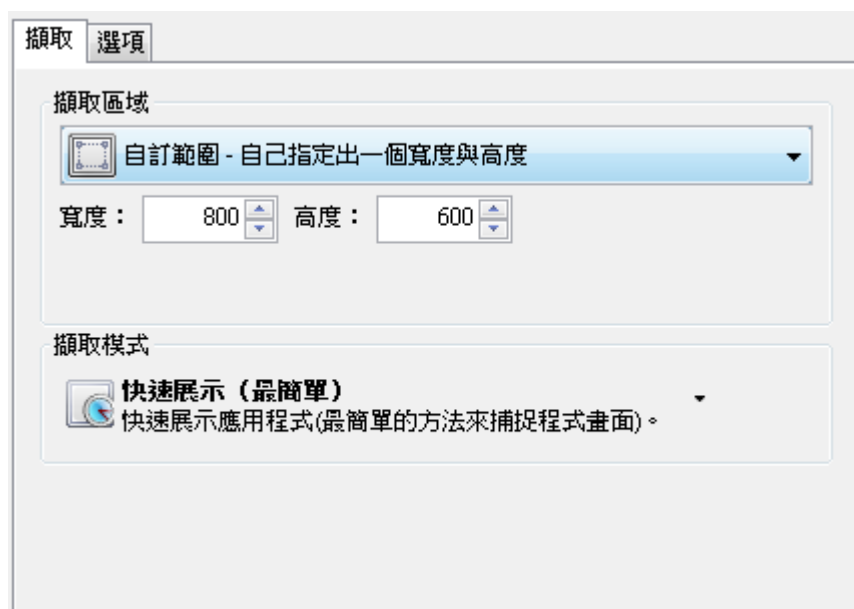 擷取 選項
擷取區域
自訂範圍 - 自己指定出一個寬度與高度
寬度： 800 高度： 600
擷取模式
快速展示（最簡單）
快速展示應用程式(最簡單的方法來捕捉程式畫面)。